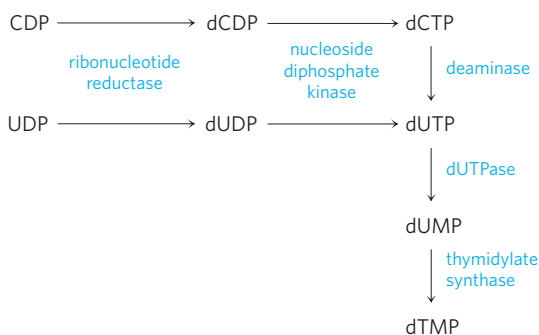 CDP
dCDP
dCTP
ribonucleotide
reductase
nucleoside
diphosphate
kinase
deaminase
UDP
dUDP
dUTP
dUTPase
dUMP
thymidylate
synthase
dTMP